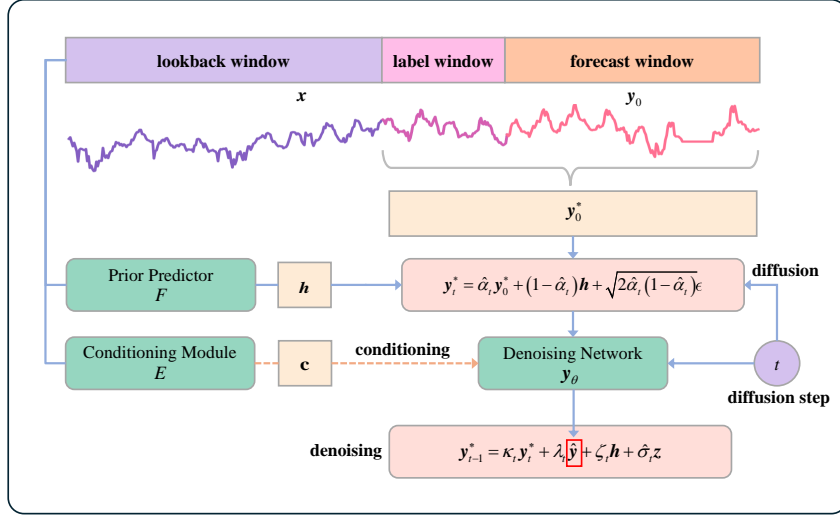 lookback window label window forecast window
x y₀
y₀*
Prior Predictor
F
h
yₜ* = α̂ₜ y₀* + (1 − α̂ₜ) h + √(2α̂ₜ (1 − α̂ₜ)) ϵ
diffusion
Conditioning Module
E
c
conditioning
Denoising Network
y_θ
t
diffusion step
denoising
yₜ₋₁* = κₜ yₜ* + λₜ ŷ + ζₜ h + σ̂ₜ z